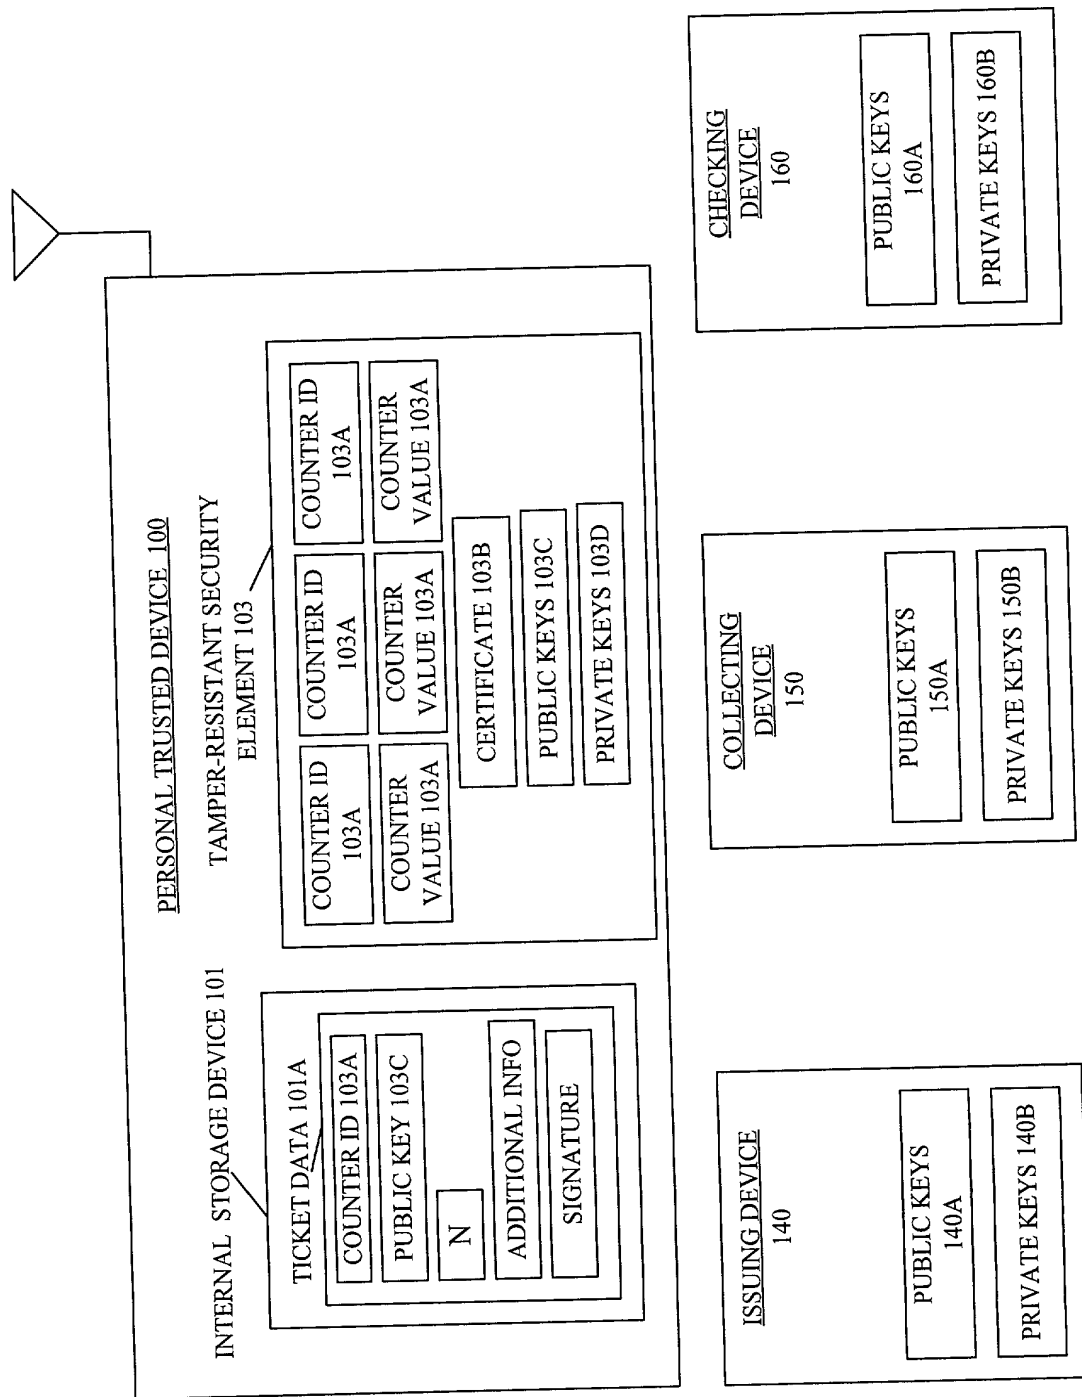 PERSONAL TRUSTED DEVICE 100
INTERNAL STORAGE DEVICE 101
TICKET DATA 101A
COUNTER ID 103A
PUBLIC KEY 103C
N
ADDITIONAL INFO
SIGNATURE
TAMPER-RESISTANT SECURITY
ELEMENT 103
COUNTER ID
103A
COUNTER ID
103A
COUNTER ID
103A
COUNTER
VALUE 103A
COUNTER
VALUE 103A
COUNTER
VALUE 103A
CERTIFICATE 103B
PUBLIC KEYS 103C
PRIVATE KEYS 103D
ISSUING DEVICE
140
PUBLIC KEYS
140A
PRIVATE KEYS 140B
COLLECTING
DEVICE
150
PUBLIC KEYS
150A
PRIVATE KEYS 150B
CHECKING
DEVICE
160
PUBLIC KEYS
160A
PRIVATE KEYS 160B